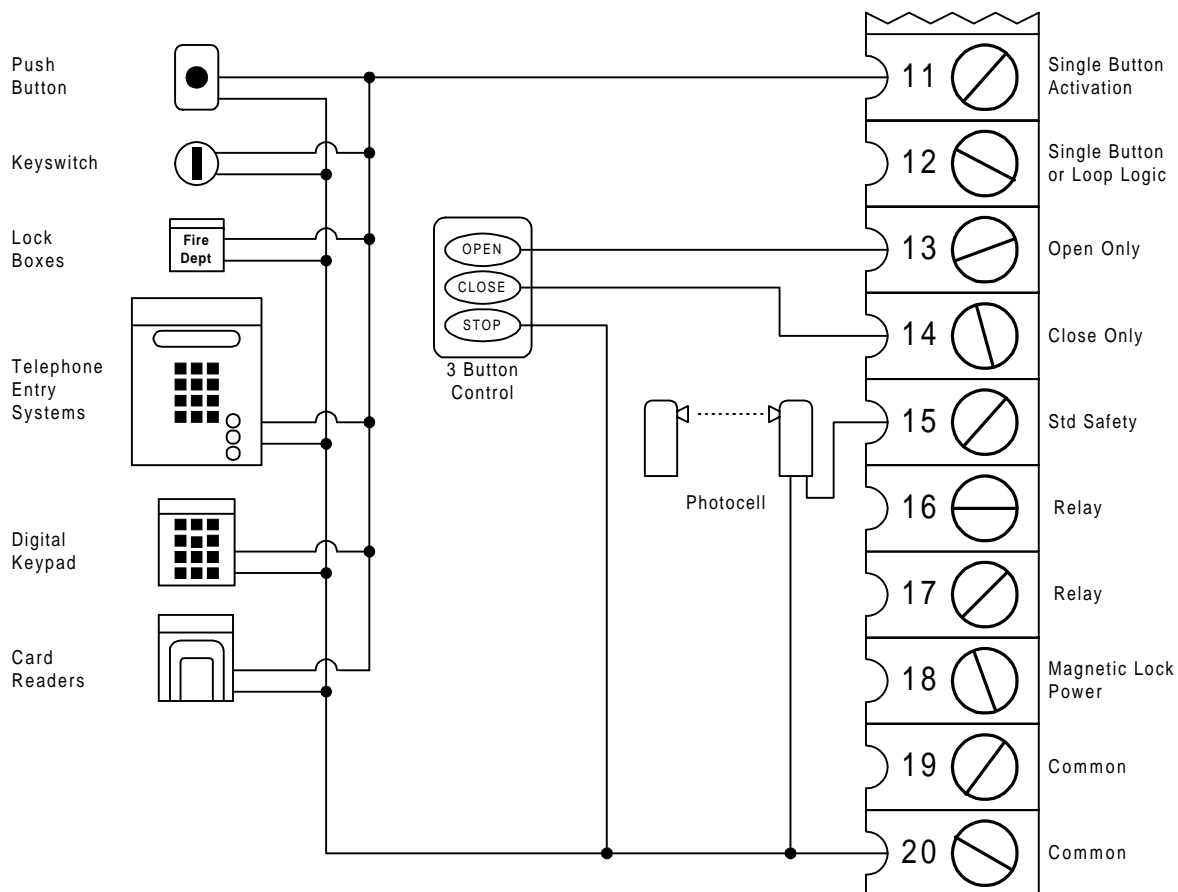 Push
Button
Keyswitch
Lock
Boxes
Fire
Dept
Telephone
Entry
Systems
Digital
Keypad
Card
Readers
OPEN
CLOSE
STOP
3 Button
Control
Photocell
11
Single Button
Activation
12
Single Button
or Loop Logic
13
Open Only
14
Close Only
15
Std Safety
16
Relay
17
Relay
18
Magnetic Lock
Power
19
Common
20
Common